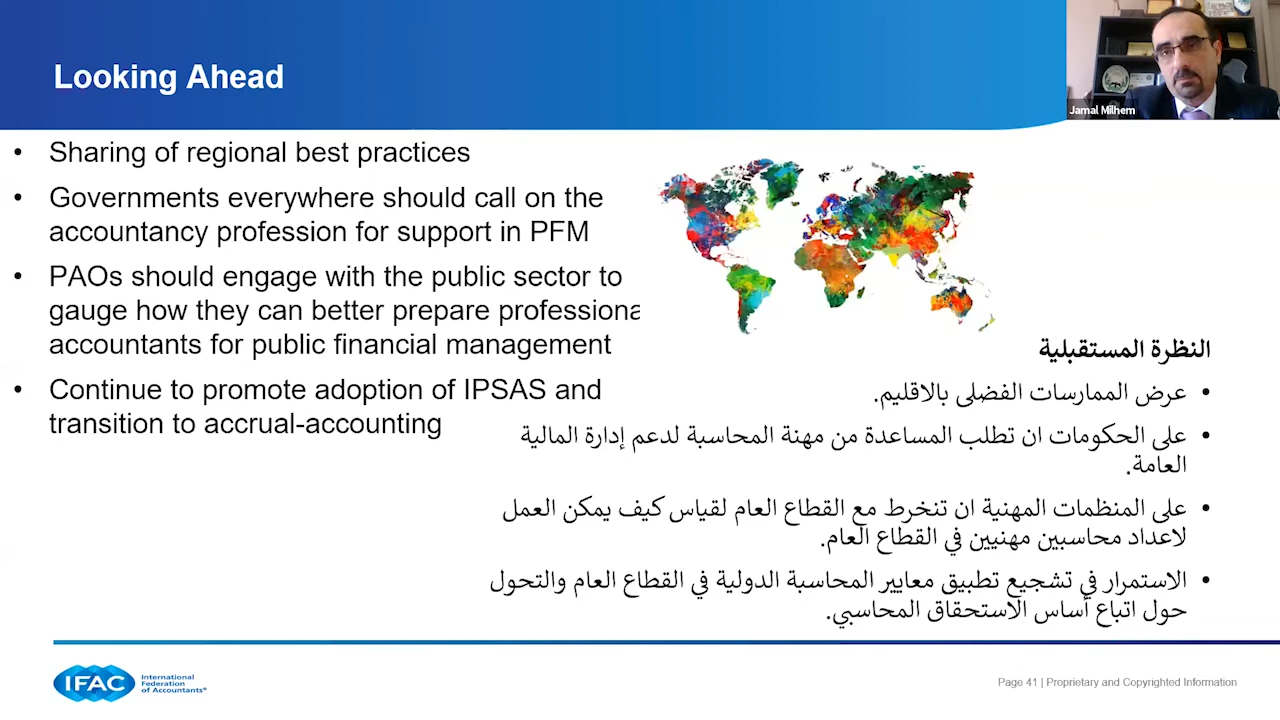 Looking Ahead
Jamal Milhem
• Sharing of regional best practices
• Governments everywhere should call on the
accountancy profession for support in PFM
• PAOs should engage with the public sector to
gauge how they can better prepare professiona
accountants for public financial management
• Continue to promote adoption of IPSAS and
transition to accrual-accounting
النظرة المستقبلية
• عرض الممارسات الفضلى بالاقليم.
• على الحكومات ان تطلب المساعدة من مهنة المحاسبة لدعم إدارة المالية
العامة.
• على المنظمات المهنية ان تنخرط مع القطاع العام لقياس كيف يمكن العمل
لاعداد محاسبين مهنيين في القطاع العام.
• الاستمرار في تشجيع تطبيق معايير المحاسبة الدولية في القطاع العام والتحول
حول اتباع أساس الاستحقاق المحاسبي.
IFAC
International
Federation
of Accountants®
Page 41 | Proprietary and Copyrighted Information